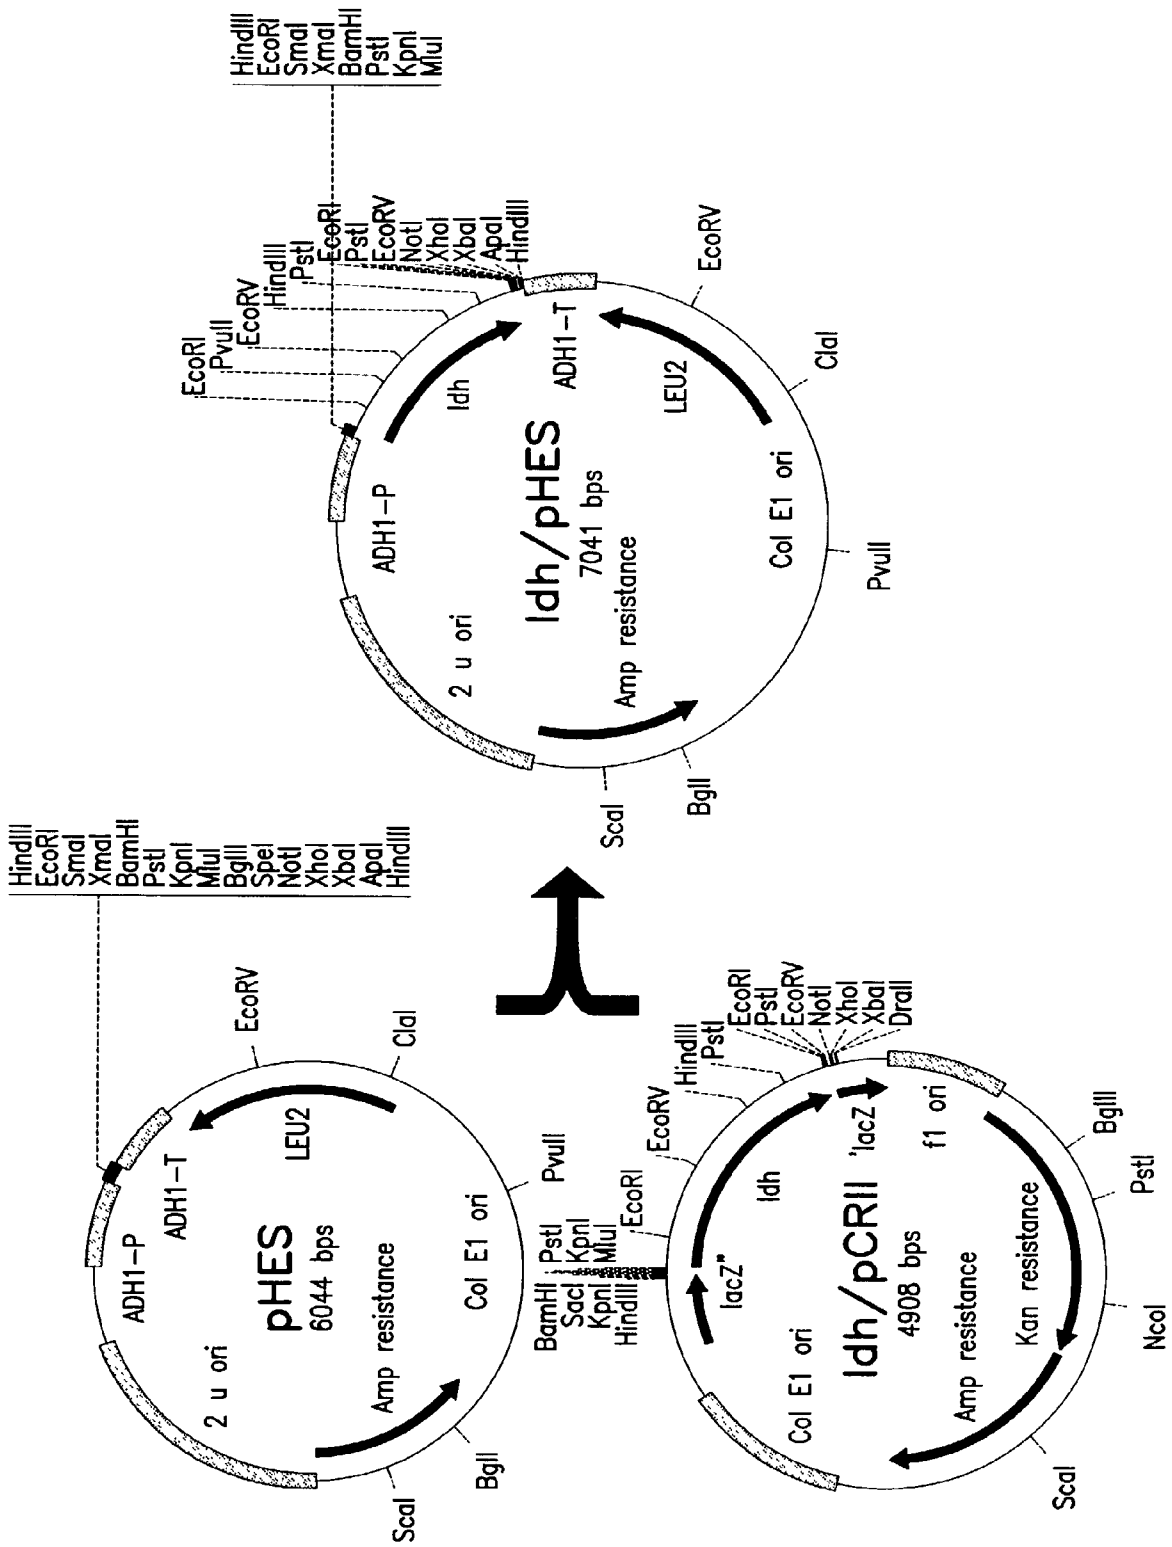 HindIII
EcoRI
SmaI
XmaI
BamHI
PstI
KpnI
MluI
BglII
SpeI
NotI
XhoI
XbaI
ApaI
HindIII
ADH1-P
ADH1-T
EcoRV
ClaI
LEU2
2 u ori
pHES
6044 bps
Amp resistance
Col E1 ori
PvuII
ScaI
BglI
BamHI
SacI
KpnI
HindIII
PstI
KpnI
MluI
EcoRI
EcoRV
HindIII
PstI
EcoRI
PstI
EcoRV
NotI
XhoI
XbaI
DraII
lacZ"
ldh
'lacZ
f1 ori
Col E1 ori
ldh/pCRII
4908 bps
Amp resistance
Kan resistance
BglII
PstI
NcoI
ScaI
HindIII
EcoRI
SmaI
XmaI
BamHI
PstI
KpnI
MluI
EcoRI
PvuII
EcoRV
HindIII
PstI
EcoRI
PstI
EcoRV
NotI
XhoI
XbaI
ApaI
HindIII
ADH1-P
ldh
ADH1-T
EcoRV
ClaI
LEU2
2 u ori
ldh/pHES
7041 bps
Amp resistance
Col E1 ori
PvuII
ScaI
BglI